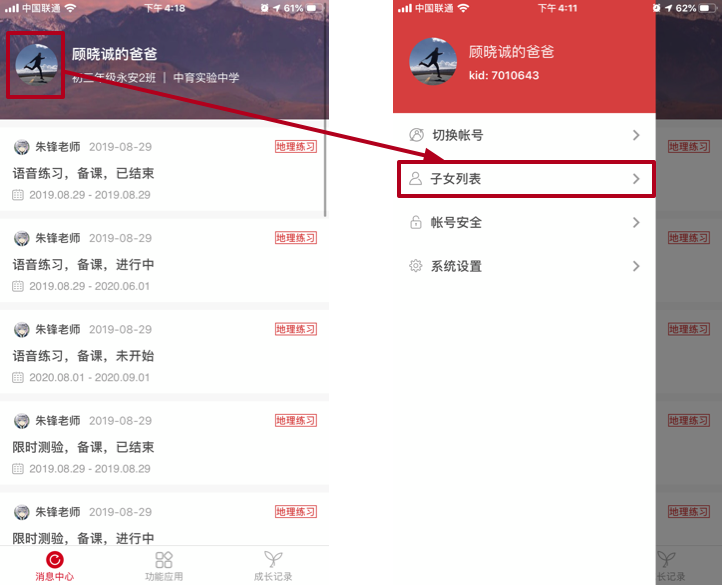 中国联通 下午4:18 61%
顾晓诚的爸爸
初三年级永安2班 | 中育实验中学
朱锋老师 2019-08-29 地理练习
语音练习，备课，已结束
2019.08.29 - 2019.08.29
朱锋老师 2019-08-29 地理练习
语音练习，备课，进行中
2019.08.29 - 2020.06.01
朱锋老师 2019-08-29 地理练习
语音练习，备课，未开始
2020.08.01 - 2020.09.01
朱锋老师 2019-08-29 地理练习
限时测验，备课，已结束
2019.08.29 - 2019.08.29
朱锋老师 2019-08-29 地理练习
限时测验，备课，进行中
消息中心 功能应用 成长记录
中国联通 下午4:11 62%
顾晓诚的爸爸
kid: 7010643
切换帐号
子女列表
帐号安全
系统设置
地理练习
地理练习
地理练习
地理练习
地理练习
长记录